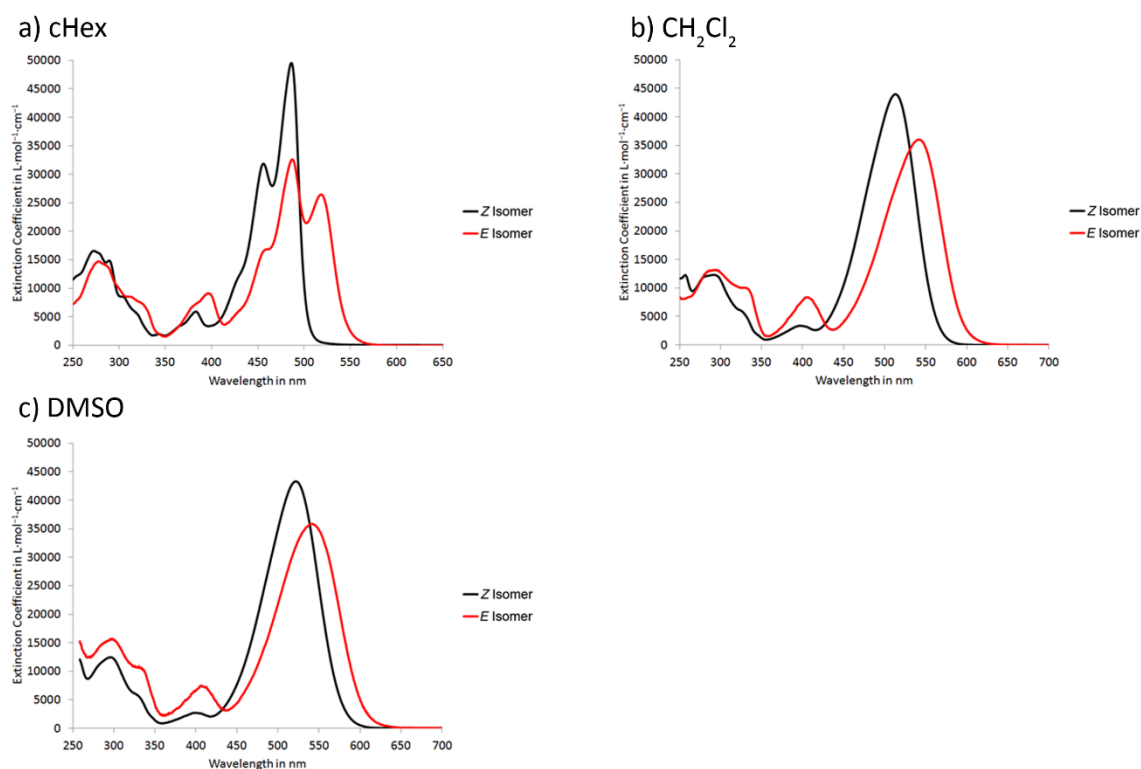 a) cHex
50000
45000
40000
35000
30000
25000
20000
15000
10000
5000
0
Extinction Coefficient in L·mol⁻¹·cm⁻¹
250 300 350 400 450 500 550 600 650
Wavelength in nm
Z Isomer
E Isomer
b) CH₂Cl₂
50000
45000
40000
35000
30000
25000
20000
15000
10000
5000
0
Extinction Coefficient in L·mol⁻¹·cm⁻¹
250 300 350 400 450 500 550 600 650 700
Wavelength in nm
Z Isomer
E Isomer
c) DMSO
50000
45000
40000
35000
30000
25000
20000
15000
10000
5000
0
Extinction Coefficient in L·mol⁻¹·cm⁻¹
250 300 350 400 450 500 550 600 650 700
Wavelength in nm
Z Isomer
E Isomer